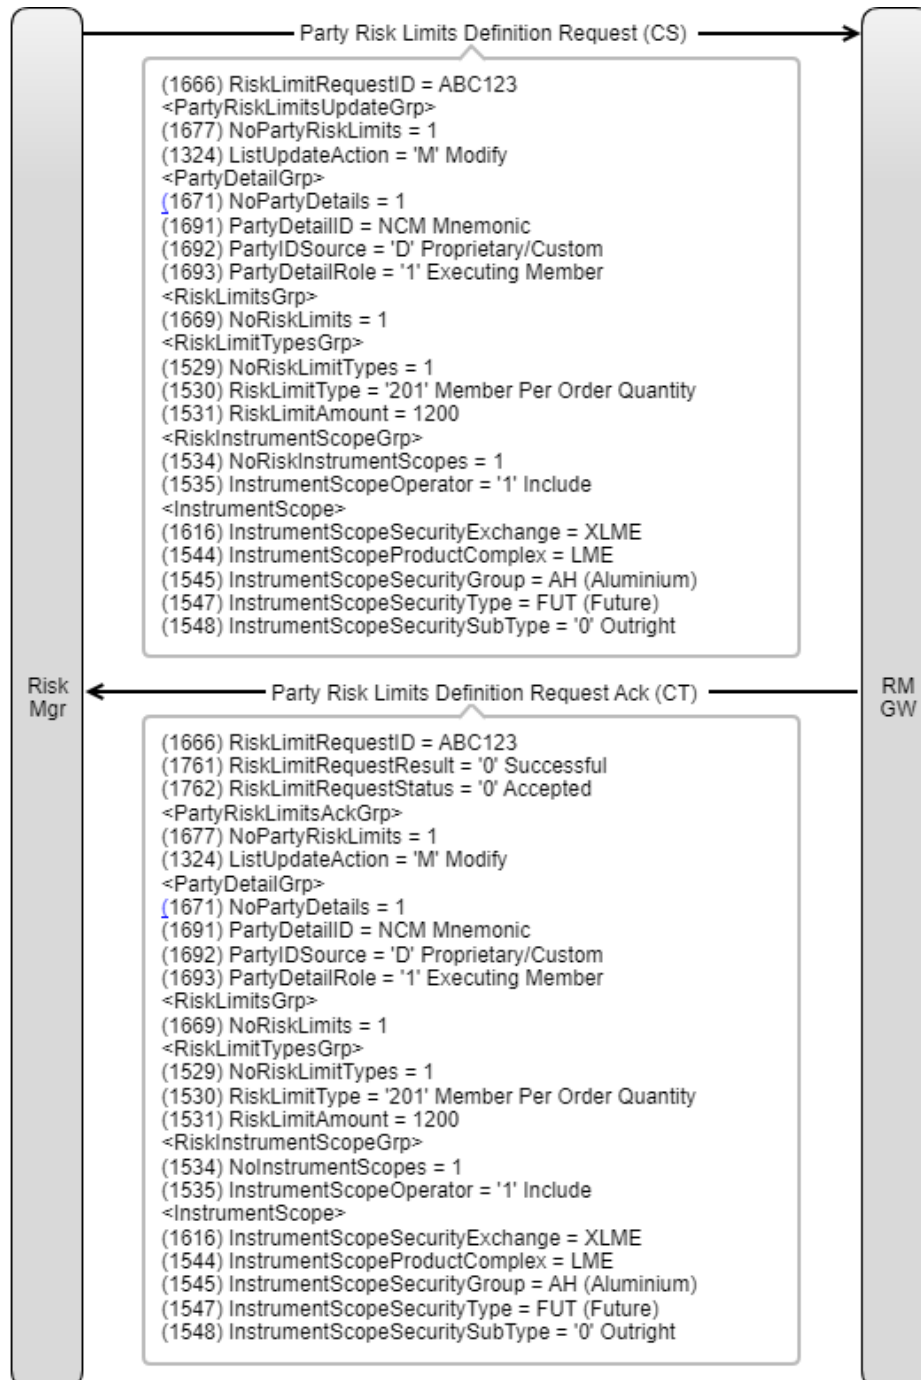 Party Risk Limits Definition Request (CS)
(1666) RiskLimitRequestID = ABC123
<PartyRiskLimitsUpdateGrp>
(1677) NoPartyRiskLimits = 1
(1324) ListUpdateAction = 'M' Modify
<PartyDetailGrp>
(1671) NoPartyDetails = 1
(1691) PartyDetailID = NCM Mnemonic
(1692) PartyIDSource = 'D' Proprietary/Custom
(1693) PartyDetailRole = '1' Executing Member
<RiskLimitsGrp>
(1669) NoRiskLimits = 1
<RiskLimitTypesGrp>
(1529) NoRiskLimitTypes = 1
(1530) RiskLimitType = '201' Member Per Order Quantity
(1531) RiskLimitAmount = 1200
<RiskInstrumentScopeGrp>
(1534) NoRiskInstrumentScopes = 1
(1535) InstrumentScopeOperator = '1' Include
<InstrumentScope>
(1616) InstrumentScopeSecurityExchange = XLME
(1544) InstrumentScopeProductComplex = LME
(1545) InstrumentScopeSecurityGroup = AH (Aluminium)
(1547) InstrumentScopeSecurityType = FUT (Future)
(1548) InstrumentScopeSecuritySubType = '0' Outright
Risk
Mgr
Party Risk Limits Definition Request Ack (CT)
RM
GW
(1666) RiskLimitRequestID = ABC123
(1761) RiskLimitRequestResult = '0' Successful
(1762) RiskLimitRequestStatus = '0' Accepted
<PartyRiskLimitsAckGrp>
(1677) NoPartyRiskLimits = 1
(1324) ListUpdateAction = 'M' Modify
<PartyDetailGrp>
(1671) NoPartyDetails = 1
(1691) PartyDetailID = NCM Mnemonic
(1692) PartyIDSource = 'D' Proprietary/Custom
(1693) PartyDetailRole = '1' Executing Member
<RiskLimitsGrp>
(1669) NoRiskLimits = 1
<RiskLimitTypesGrp>
(1529) NoRiskLimitTypes = 1
(1530) RiskLimitType = '201' Member Per Order Quantity
(1531) RiskLimitAmount = 1200
<RiskInstrumentScopeGrp>
(1534) NoInstrumentScopes = 1
(1535) InstrumentScopeOperator = '1' Include
<InstrumentScope>
(1616) InstrumentScopeSecurityExchange = XLME
(1544) InstrumentScopeProductComplex = LME
(1545) InstrumentScopeSecurityGroup = AH (Aluminium)
(1547) InstrumentScopeSecurityType = FUT (Future)
(1548) InstrumentScopeSecuritySubType = '0' Outright